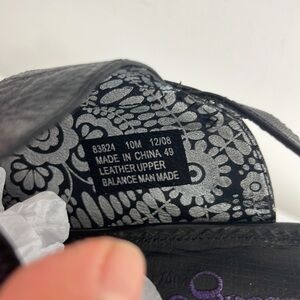 83824 10M 12/08
MADE IN CHINA 49
LEATHER UPPER
BALANCE MAN MADE